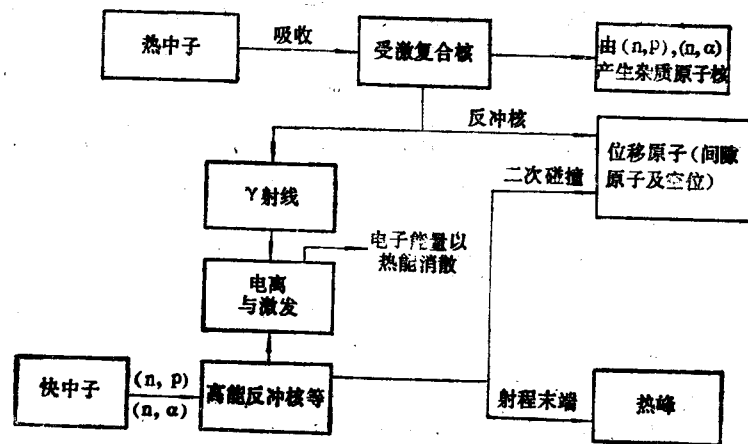 热中子
吸收
受激复合核
由(n,p),(n,α)
产生杂质原子核
反冲核
位移原子(间隙
原子及空位)
二次碰撞
γ射线
电子能量以
热能消散
电离
与激发
快中子
(n, p)
(n, α)
高能反冲核等
射程末端
热峰